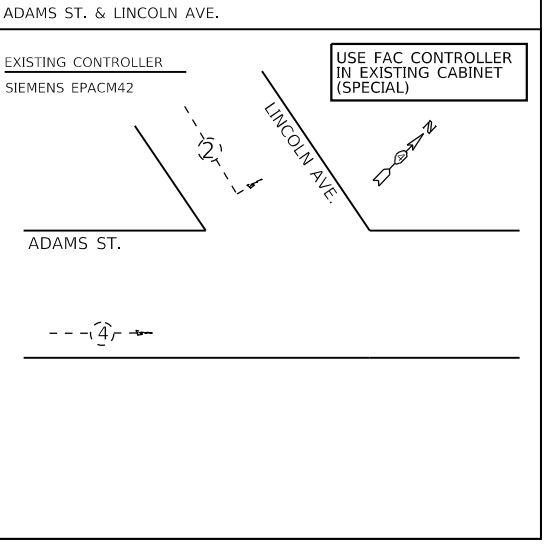 ADAMS ST. & LINCOLN AVE.
EXISTING CONTROLLER
SIEMENS EPACM42
USE FAC CONTROLLER
IN EXISTING CABINET
(SPECIAL)
2
LINCOLN AVE.
N
ADAMS ST.
4